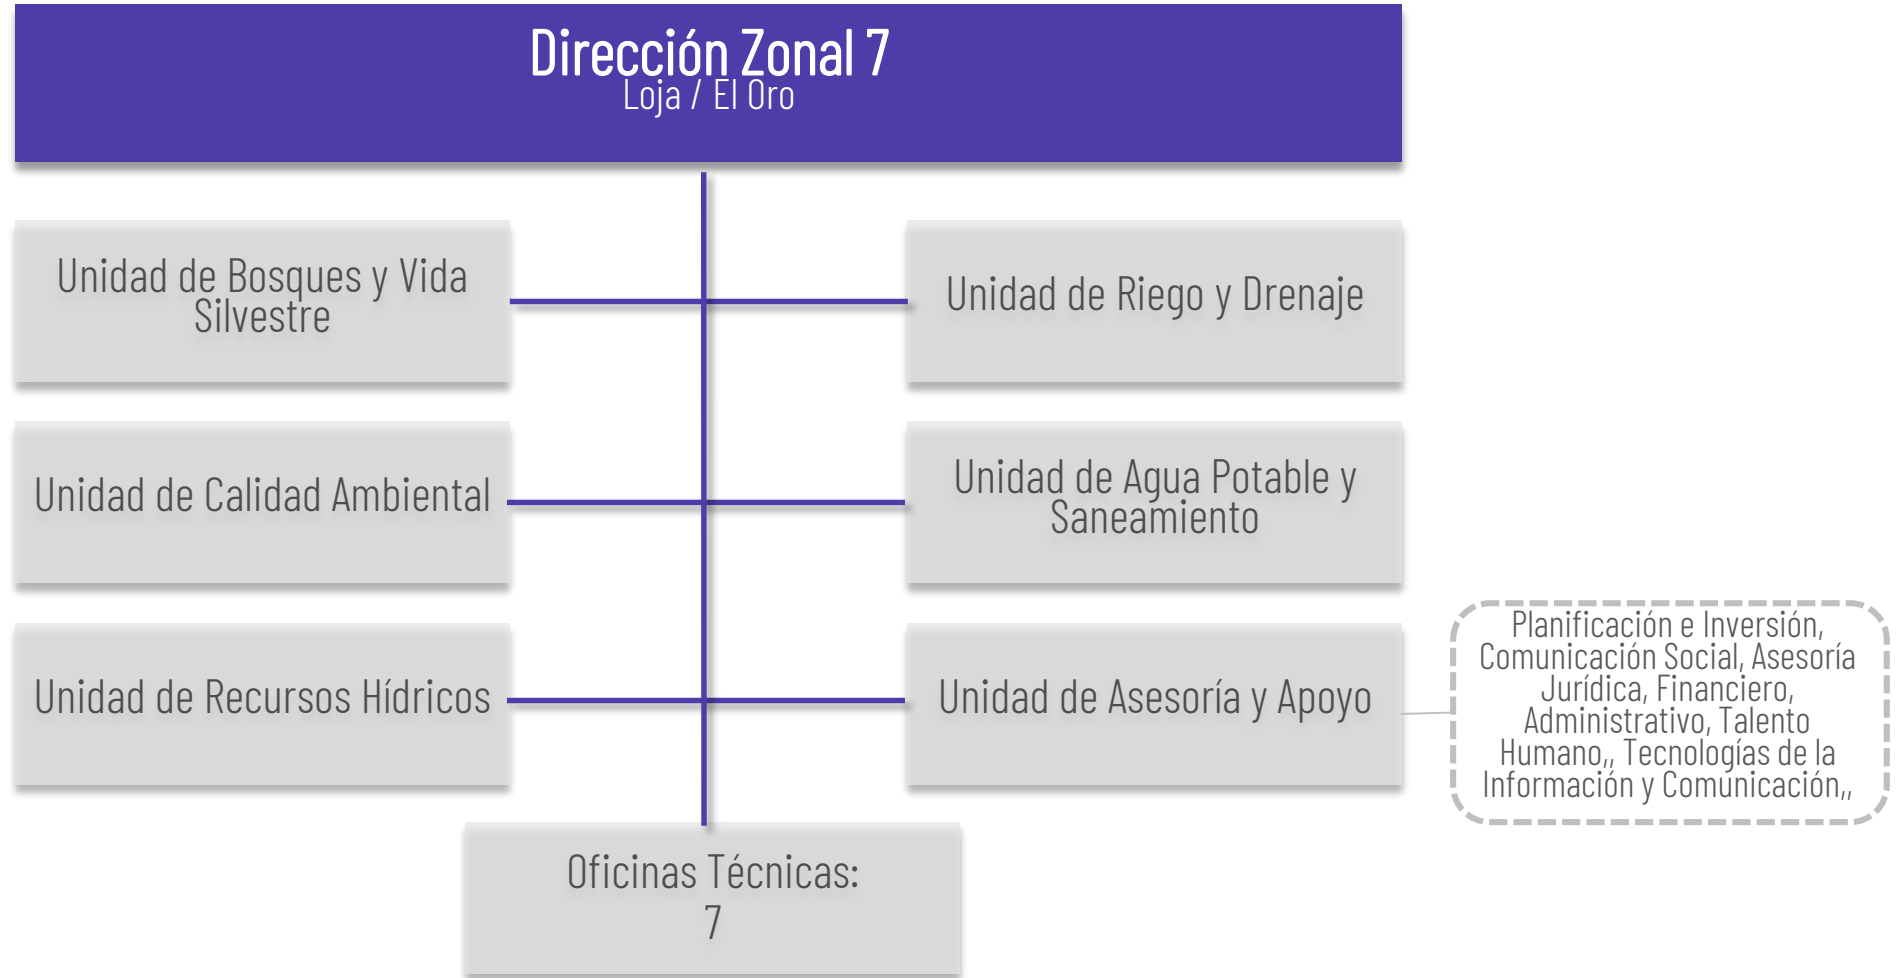 Dirección Zonal 7
Loja / El Oro
Unidad de Bosques y Vida
Silvestre
Unidad de Riego y Drenaje
Unidad de Calidad Ambiental
Unidad de Agua Potable y
Saneamiento
Unidad de Recursos Hídricos
Unidad de Asesoría y Apoyo
Planificación e Inversión,
Comunicación Social, Asesoría
Jurídica, Financiero,
Administrativo, Talento
Humano,, Tecnologías de la
Información y Comunicación,,
Oficinas Técnicas:
7